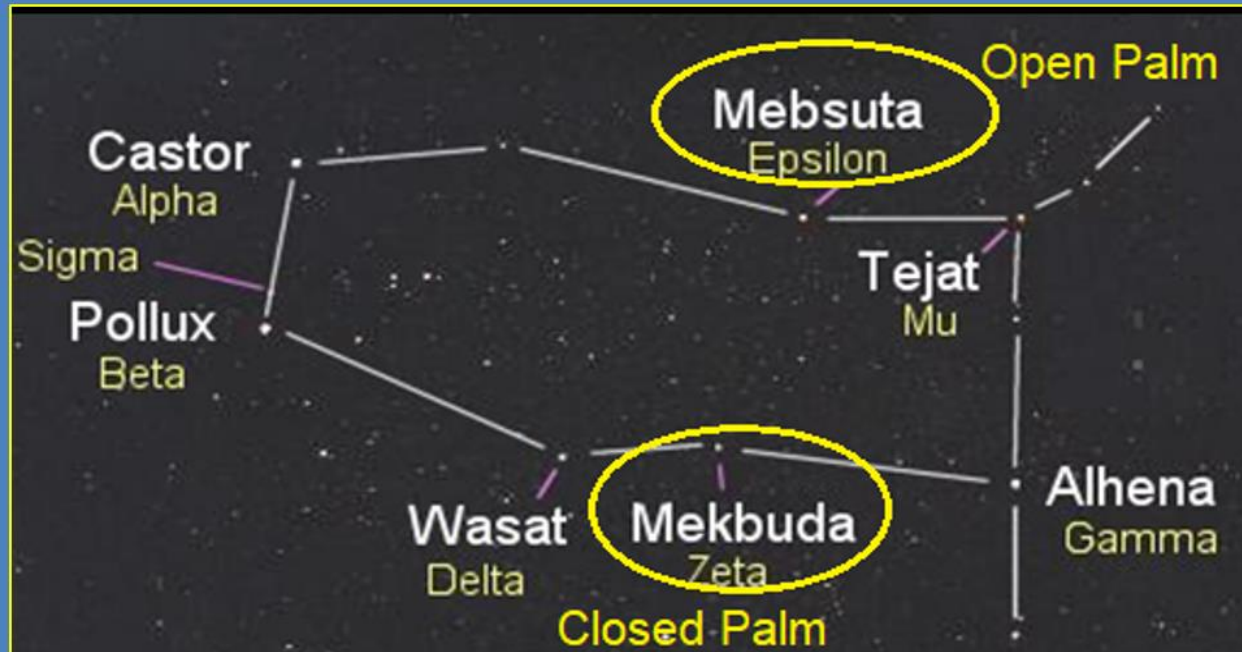 Open Palm
Mebsuta
Epsilon
Castor
Alpha
Sigma
Tejat
Mu
Pollux
Beta
Wasat
Delta
Mekbuda
Zeta
Alhena
Gamma
Closed Palm